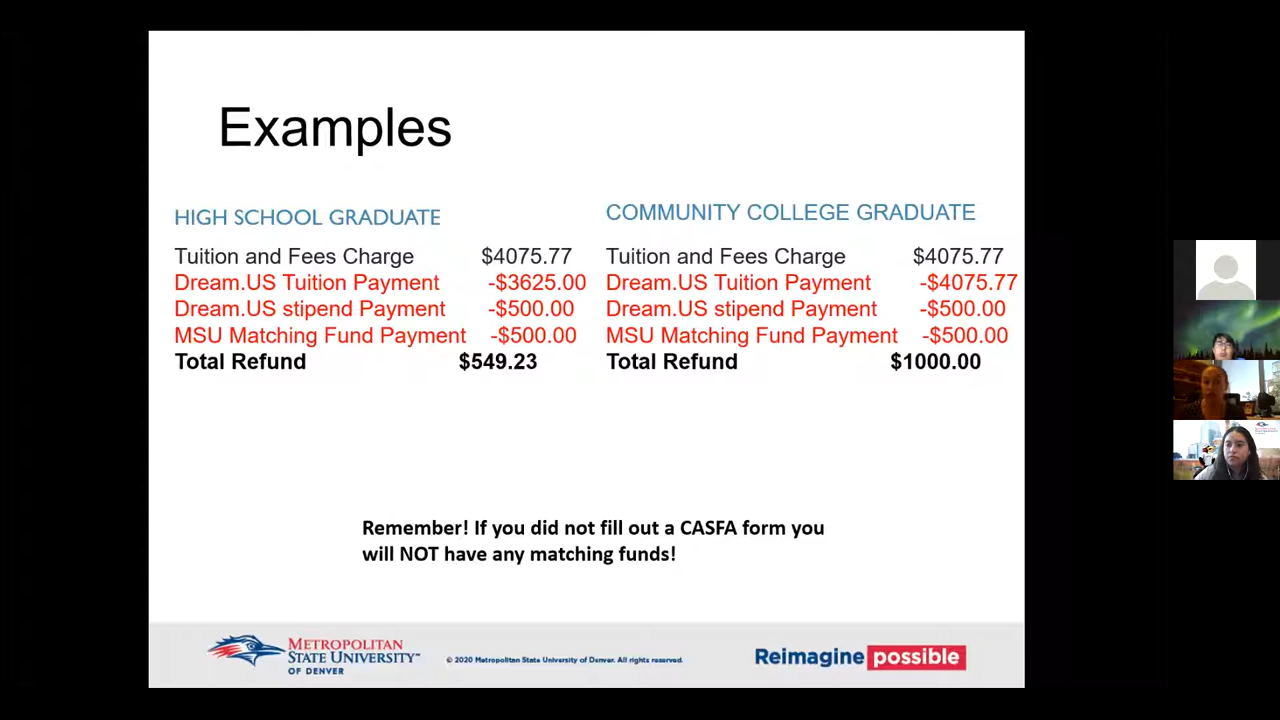 Examples
HIGH SCHOOL GRADUATE
Tuition and Fees Charge $4075.77
Dream.US Tuition Payment -$3625.00
Dream.US stipend Payment -$500.00
MSU Matching Fund Payment -$500.00
Total Refund $549.23
COMMUNITY COLLEGE GRADUATE
Tuition and Fees Charge $4075.77
Dream.US Tuition Payment -$4075.77
Dream.US stipend Payment -$500.00
MSU Matching Fund Payment -$500.00
Total Refund $1000.00
Remember! If you did not fill out a CASFA form you
will NOT have any matching funds!
METROPOLITAN
STATE UNIVERSITY™
OF DENVER
© 2020 Metropolitan State University of Denver. All rights reserved.
Reimagine possible